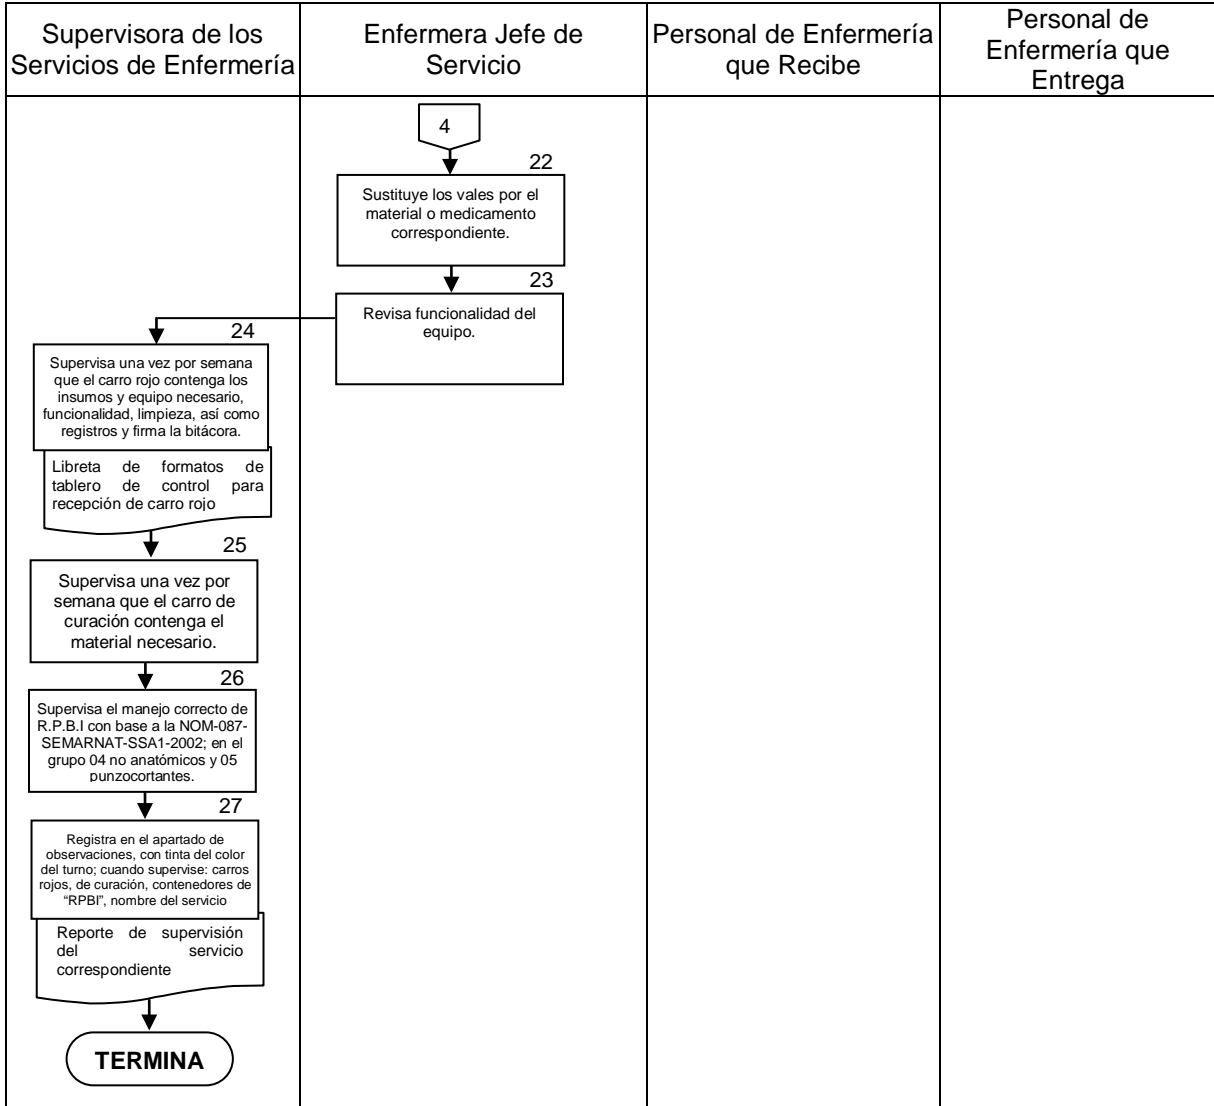 Supervisora de los
Servicios de Enfermería
Enfermera Jefe de
Servicio
Personal de Enfermería
que Recibe
Personal de
Enfermería que
Entrega
4
22
Sustituye los vales por el
material o medicamento
correspondiente.
23
Revisa funcionalidad del
equipo.
24
Supervisa una vez por semana
que el carro rojo contenga los
insumos y equipo necesario,
funcionalidad, limpieza, así como
registros y firma la bitácora.
Libreta de formatos de
tablero de control para
recepción de carro rojo
25
Supervisa una vez por
semana que el carro de
curación contenga el
material necesario.
26
Supervisa el manejo correcto de
R.P.B.I con base a la NOM-087-
SEMARNAT-SSA1-2002; en el
grupo 04 no anatómicos y 05
punzocortantes.
27
Registra en el apartado de
observaciones, con tinta del color
del turno; cuando supervise: carros
rojos, de curación, contenedores de
“RPBI”, nombre del servicio
Reporte de supervisión
del servicio
correspondiente
TERMINA